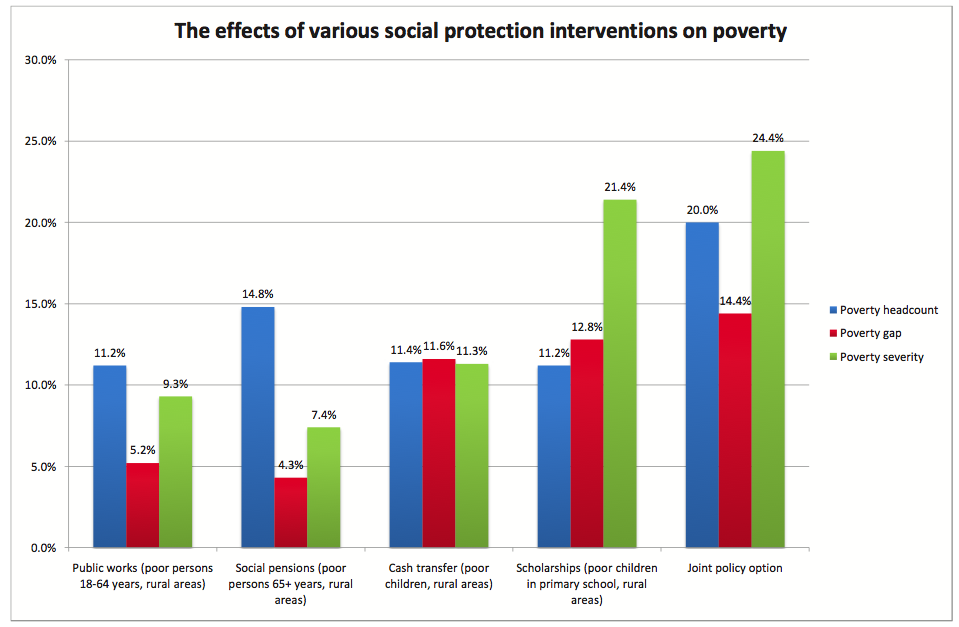 The effects of various social protection interventions on poverty
30.0%
25.0%
20.0%
15.0%
10.0%
5.0%
0.0%
11.2%
5.2%
9.3%
14.8%
4.3%
7.4%
11.4%
11.6%
11.3%
11.2%
12.8%
21.4%
20.0%
14.4%
24.4%
Public works (poor persons
18-64 years, rural areas)
Social pensions (poor
persons 65+ years, rural
areas)
Cash transfer (poor
children, rural areas)
Scholarships (poor children
in primary school, rural
areas)
Joint policy option
Poverty headcount
Poverty gap
Poverty severity